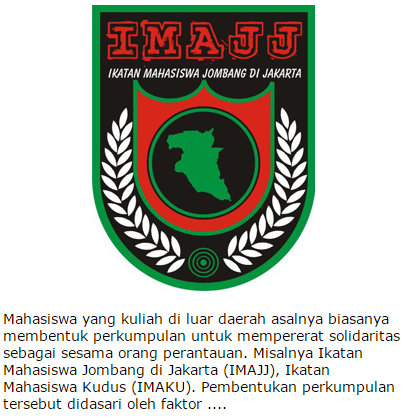 IMAJJ
IKATAN MAHASISWA JOMBANG DI JAKARTA
Mahasiswa yang kuliah di luar daerah asalnya biasanya
membentuk perkumpulan untuk mempererat solidaritas
sebagai sesama orang perantauan. Misalnya Ikatan
Mahasiswa Jombang di Jakarta (IMAJJ), Ikatan
Mahasiswa Kudus (IMAKU). Pembentukan perkumpulan
tersebut didasari oleh faktor ....